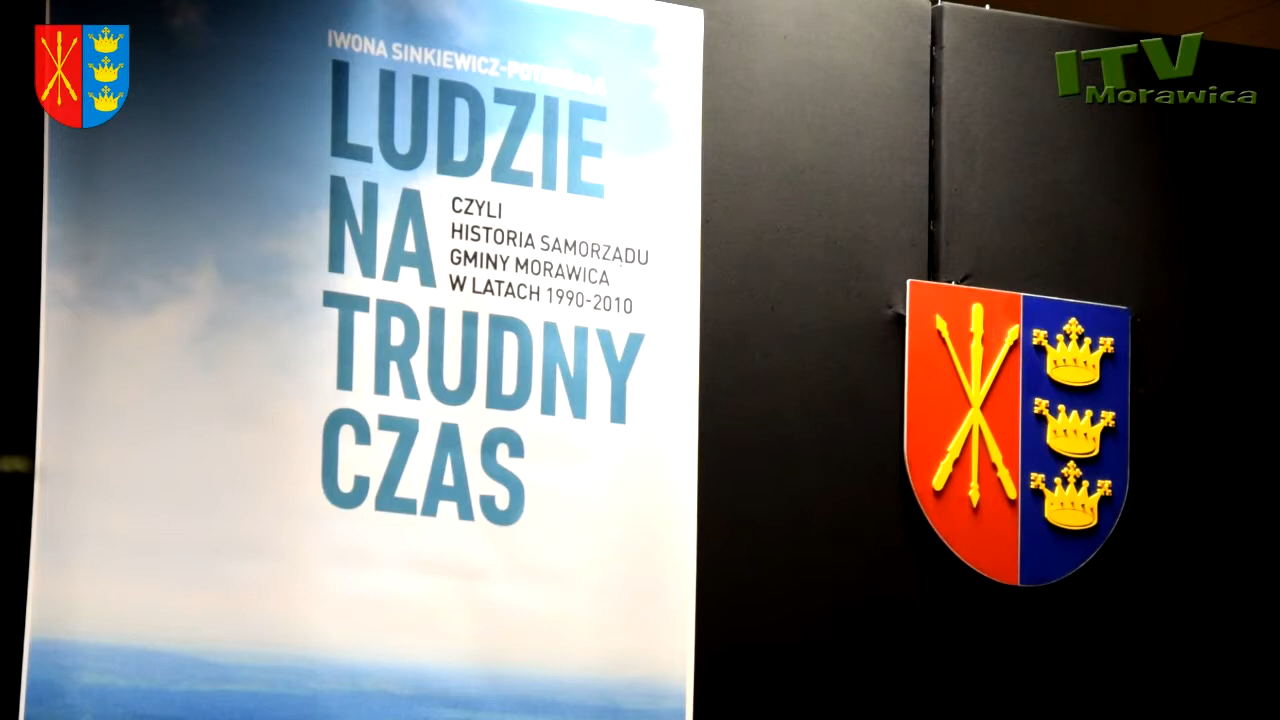 IWONA SINKIEWICZ-
LUDZIE
NA
CZYLI
HISTORIA SAMORZĄDU
GMINY MORAWICA
W LATACH 1990-2010
TRUDNY
CZAS
ITV
Morawica